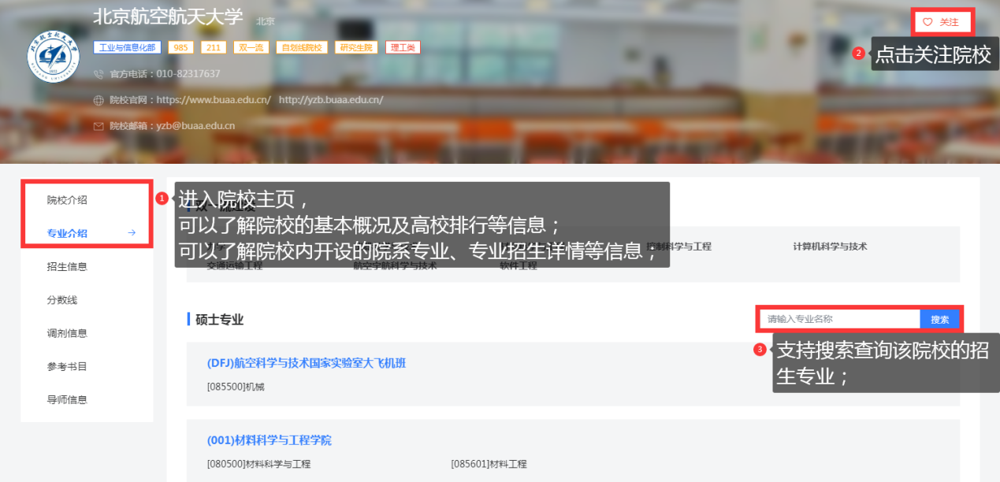 北京航空航天大学 北京
关注
工业与信息化部 985 211 双一流 自划线院校 研究生院 理工类
2 点击关注院校
官方电话：010-82317637
院校官网：https://www.buaa.edu.cn/ http://yzb.buaa.edu.cn/
院校邮箱：yzb@buaa.edu.cn
院校介绍
专业介绍
招生信息
分数线
调剂信息
参考书目
导师信息
1 进入院校主页，
可以了解院校的基本概况及高校排行等信息；
可以了解院校内开设的院系专业、专业招生详情等信息；
控制科学与工程 计算机科学与技术
交通运输工程 航空宇航科学与技术 软件工程
硕士专业
请输入专业名称 搜索
3 支持搜索查询该院校的招
生专业；
(DFJ)航空科学与技术国家实验室大飞机班
[085500]机械
(001)材料科学与工程学院
[080500]材料科学与工程 [085601]材料工程